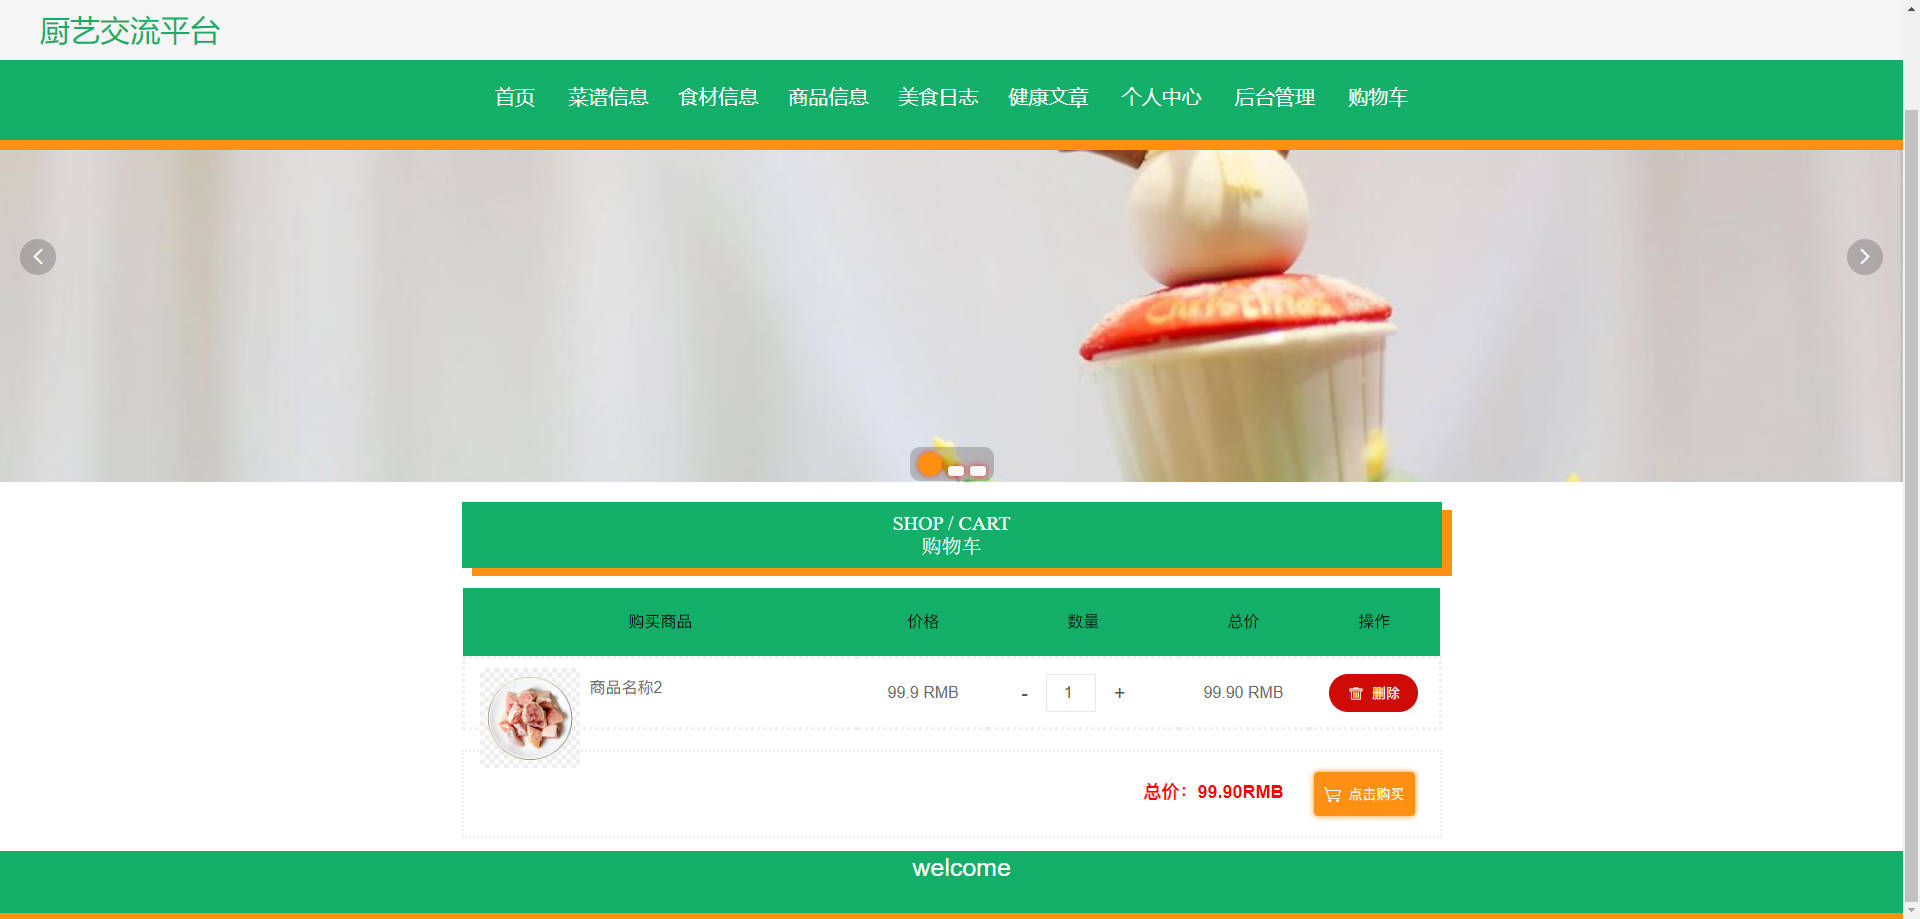 厨艺交流平台
首页 菜谱信息 食材信息 商品信息 美食日志 健康文章 个人中心 后台管理 购物车
Christmas
SHOP / CART
购物车
购买商品 价格 数量 总价 操作
商品名称2 99.9 RMB - 1 + 99.90 RMB 删除
总价：99.90RMB 点击购买
welcome